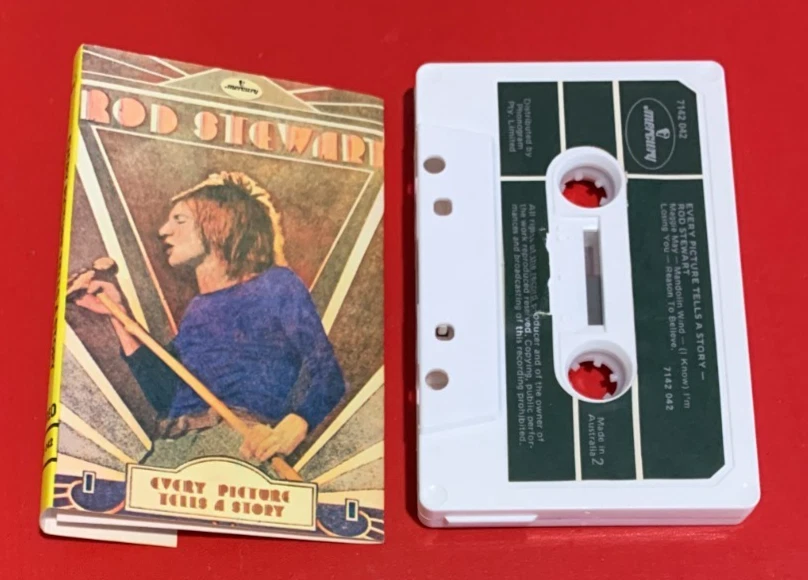 mercury
ROD STEWART
EVERY PICTURE
TELLS A STORY
7142 042
mercury
Distributed by
Phonogram
Pty. Limited
EVERY PICTURE TELLS A STORY —
ROD STEWART
Maggie May — Mandolin Wind — (I Know) I'm
Losing You — Reason To Believe.
7142 042
All rights of the producer and of the owner of
the work reproduced reserved. Copying, public perfor-
mances and broadcasting of this recording prohibited.
Made in
Australia
2